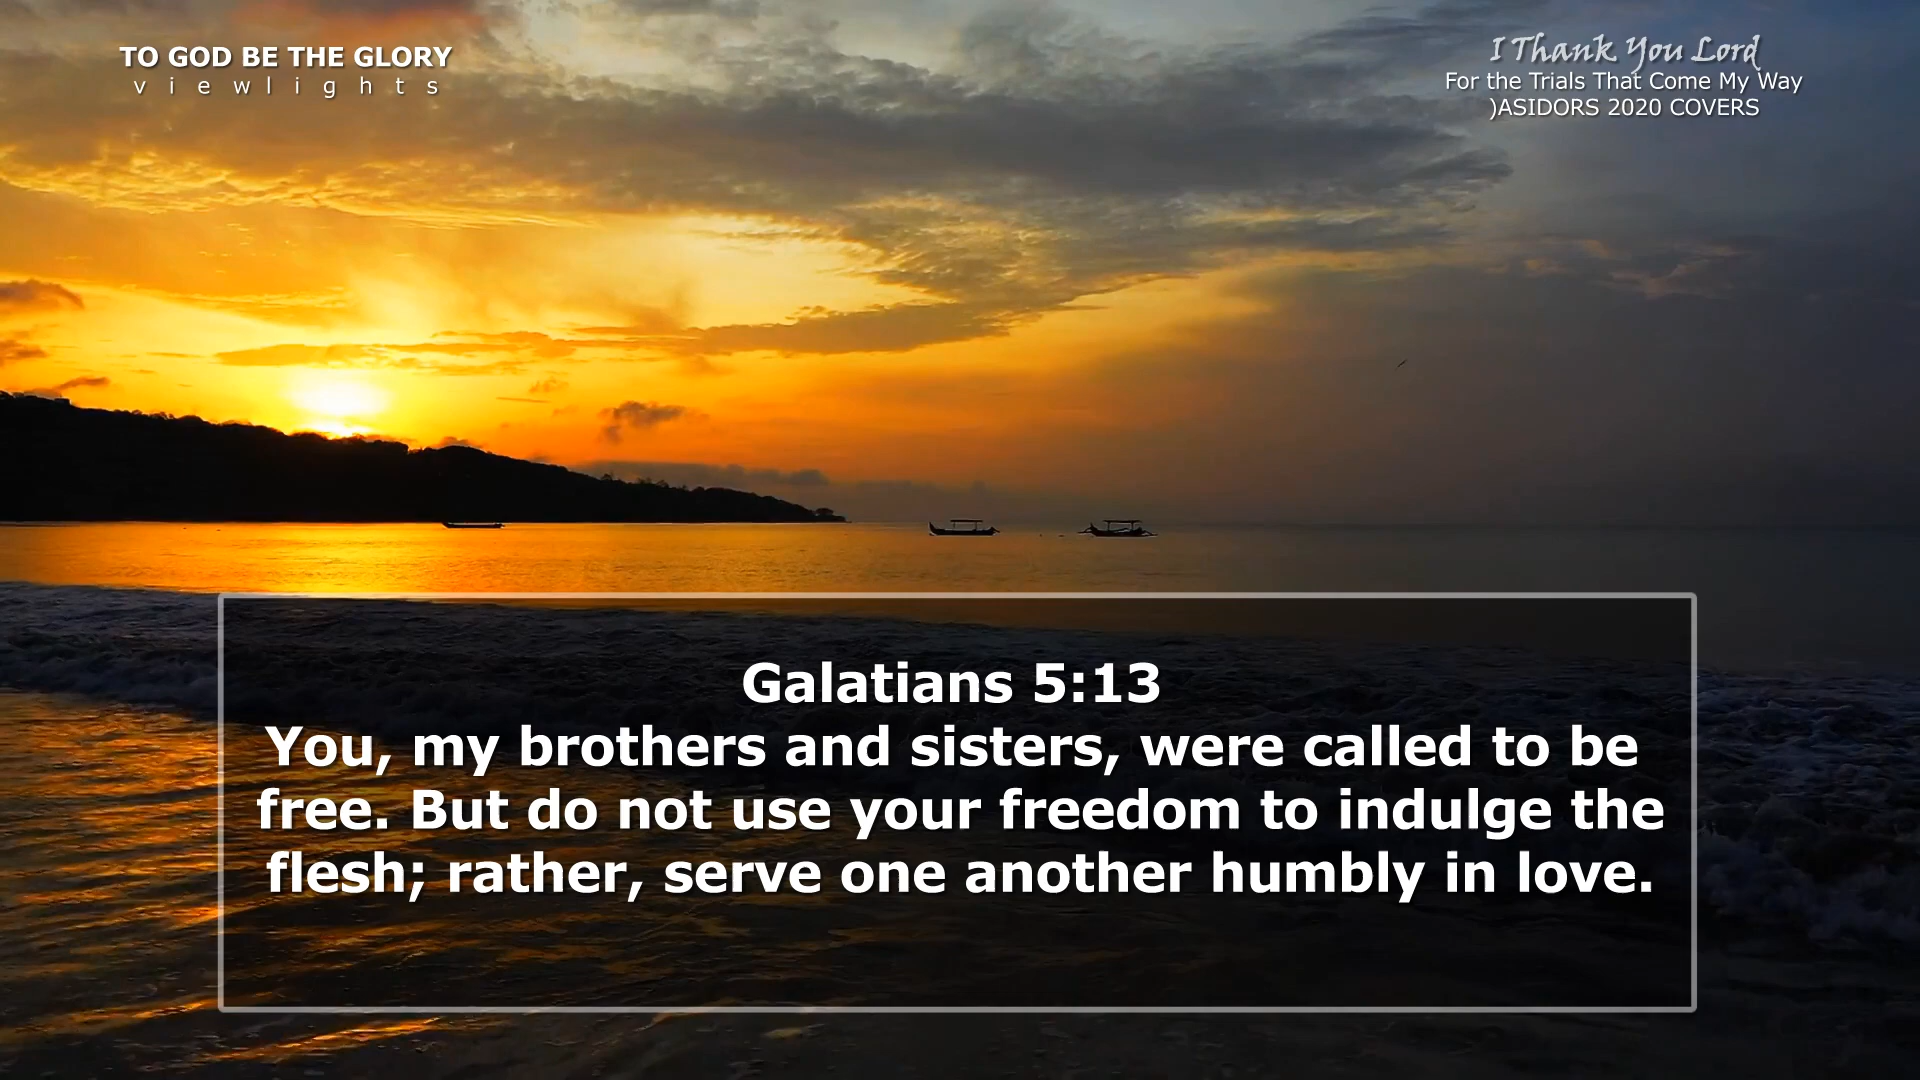 TO GOD BE THE GLORY
viewlights
I Thank You Lord
For the Trials That Come My Way
)ASIDORS 2020 COVERS
Galatians 5:13
You, my brothers and sisters, were called to be
free. But do not use your freedom to indulge the
flesh; rather, serve one another humbly in love.